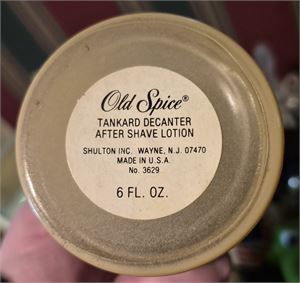 Old Spice®
TANKARD DECANTER
AFTER SHAVE LOTION
SHULTON INC. WAYNE, N.J. 07470
MADE IN U.S.A.
No. 3629
6 FL. OZ.